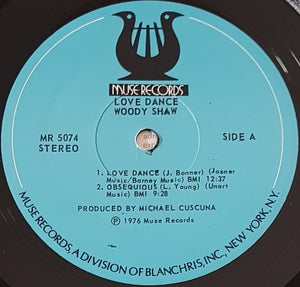 MUSE RECORDS
LOVE DANCE
WOODY SHAW
MR 5074
STEREO
SIDE A
1. LOVE DANCE (J. Bonner) (Josnar
Music/Berney Music) BMI 12:37
2. OBSEQUIOUS (L. Young) (Unart
Music) BMI 9:28
PRODUCED BY MICHAEL CUSCUNA
℗ 1976 Muse Records
MUSE RECORDS, A DIVISION OF BLANCHRIS, INC., NEW YORK, N.Y.